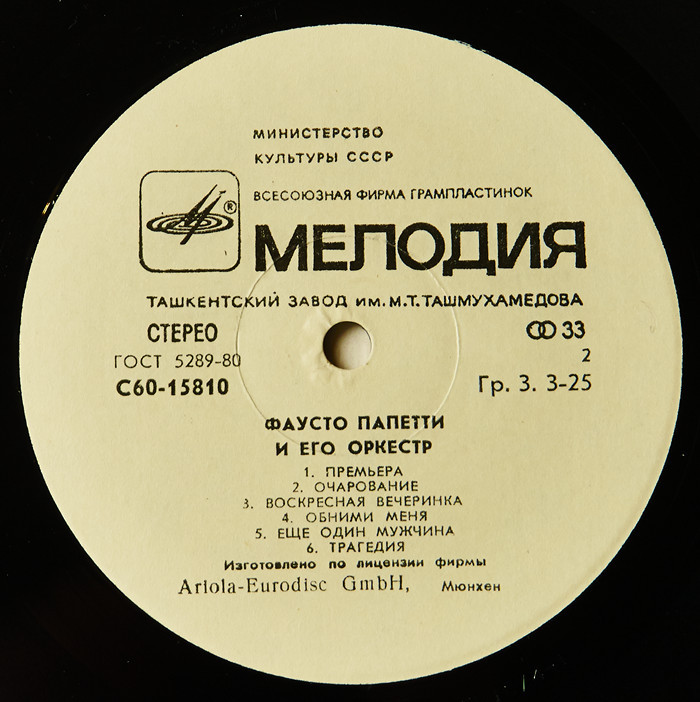 МИНИСТЕРСТВО
КУЛЬТУРЫ СССР
ВСЕСОЮЗНАЯ ФИРМА ГРАМПЛАСТИНОК
®
МЕЛОДИЯ
ТАШКЕНТСКИЙ ЗАВОД ИМ. М.Т. ТАШМУХАМЕДОВА
СТЕРЕО
33
ГОСТ 5289-80
2
С60-15810
Гр. 3. 3-25
ФАУСТО ПАПЕТТИ
И ЕГО ОРКЕСТР
1. ПРЕМЬЕРА
2. ОЧАРОВАНИЕ
3. ВОСКРЕСНАЯ ВЕЧЕРИНКА
4. ОБНИМИ МЕНЯ
5. ЕЩЕ ОДИН МУЖЧИНА
6. ТРАГЕДИЯ
Изготовлено по лицензии фирмы
Ariola-Eurodisc GmbH, Мюнхен